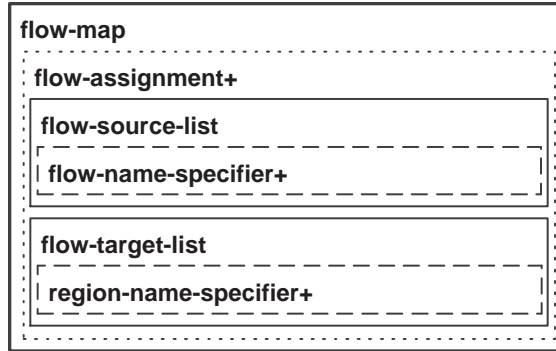 flow-map
flow-assignment+
flow-source-list
flow-name-specifier+
flow-target-list
region-name-specifier+